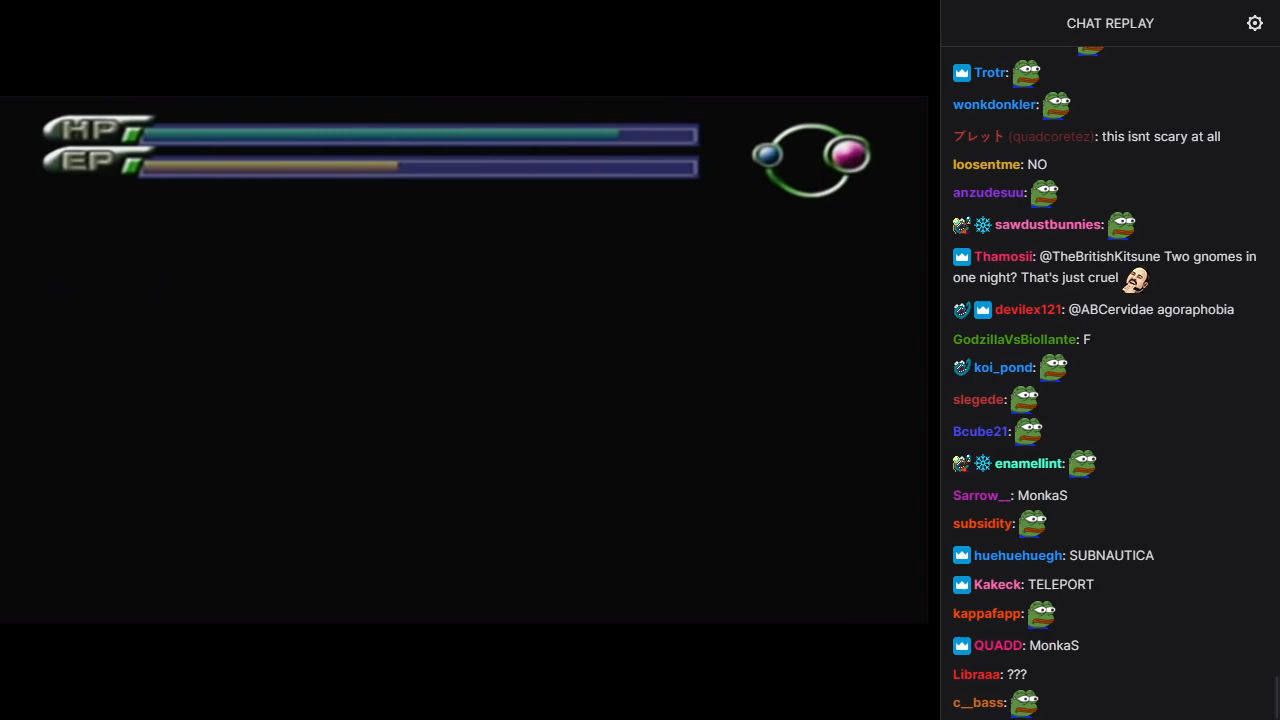 HP
EP
CHAT REPLAY
Trotr:
wonkdonkler:
ブレット (quadcoretez): this isnt scary at all
loosentme: NO
anzudesuu:
sawdustbunnies:
Thamosii: @TheBritishKitsune Two gnomes in
one night? That's just cruel
devilex121: @ABCervidae agoraphobia
GodzillaVsBiollante: F
koi_pond:
slegede:
Bcube21:
enamellint:
Sarrow__: MonkaS
subsidity:
huehuehuegh: SUBNAUTICA
Kakeck: TELEPORT
kappafapp:
QUADD: MonkaS
Libraaa: ???
c__bass: